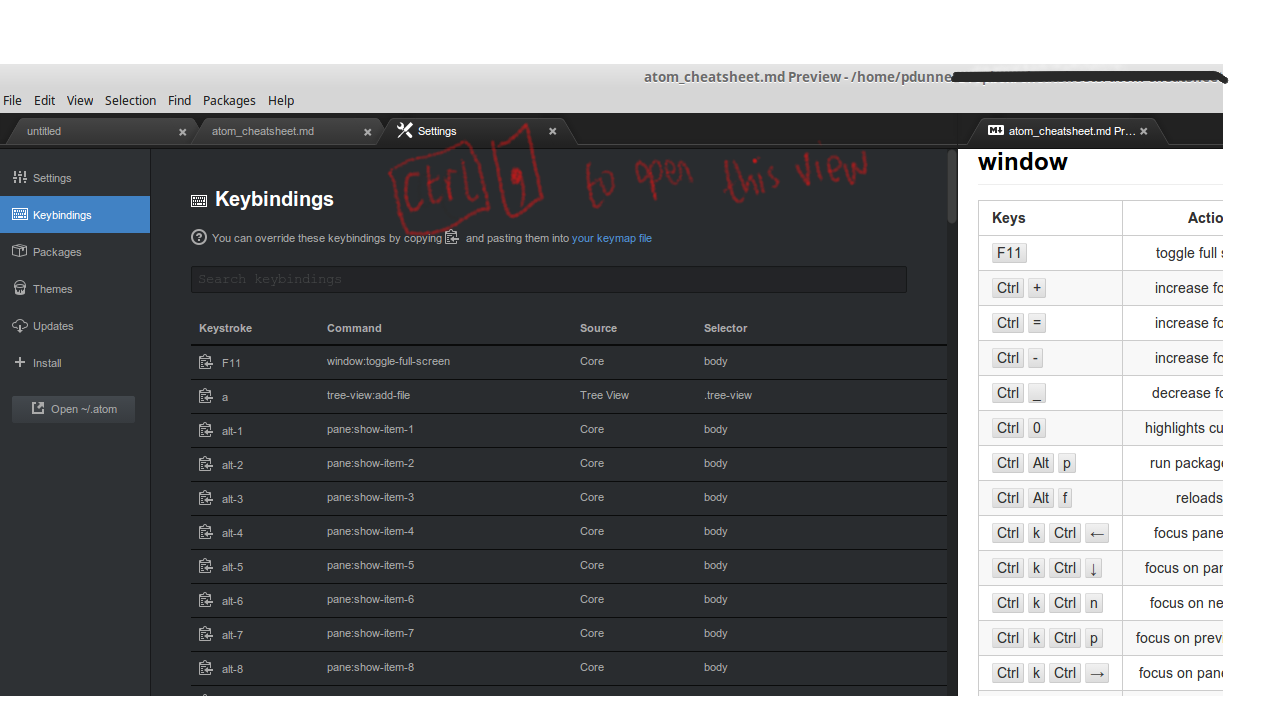 atom_cheatsheet.md Preview - /home/pdunne
File Edit View Selection Find Packages Help
untitled
atom_cheatsheet.md
Settings
atom_cheatsheet.md Pr...
Ctrl , to open this view
Settings
Keybindings
Packages
Themes
Updates
Install
Open ~/.atom
Keybindings
You can override these keybindings by copying and pasting them into your keymap file
Search keybindings
Keystroke Command Source Selector
F11 window:toggle-full-screen Core body
a tree-view:add-file Tree View .tree-view
alt-1 pane:show-item-1 Core body
alt-2 pane:show-item-2 Core body
alt-3 pane:show-item-3 Core body
alt-4 pane:show-item-4 Core body
alt-5 pane:show-item-5 Core body
alt-6 pane:show-item-6 Core body
alt-7 pane:show-item-7 Core body
alt-8 pane:show-item-8 Core body
window
Keys Actio
F11 toggle full s
Ctrl + increase fo
Ctrl = increase fo
Ctrl - increase fo
Ctrl _ decrease fo
Ctrl 0 highlights cu
Ctrl Alt p run package
Ctrl Alt f reloads
Ctrl k Ctrl ← focus pane
Ctrl k Ctrl ↓ focus on pan
Ctrl k Ctrl n focus on ne
Ctrl k Ctrl p focus on previ
Ctrl k Ctrl → focus on pane